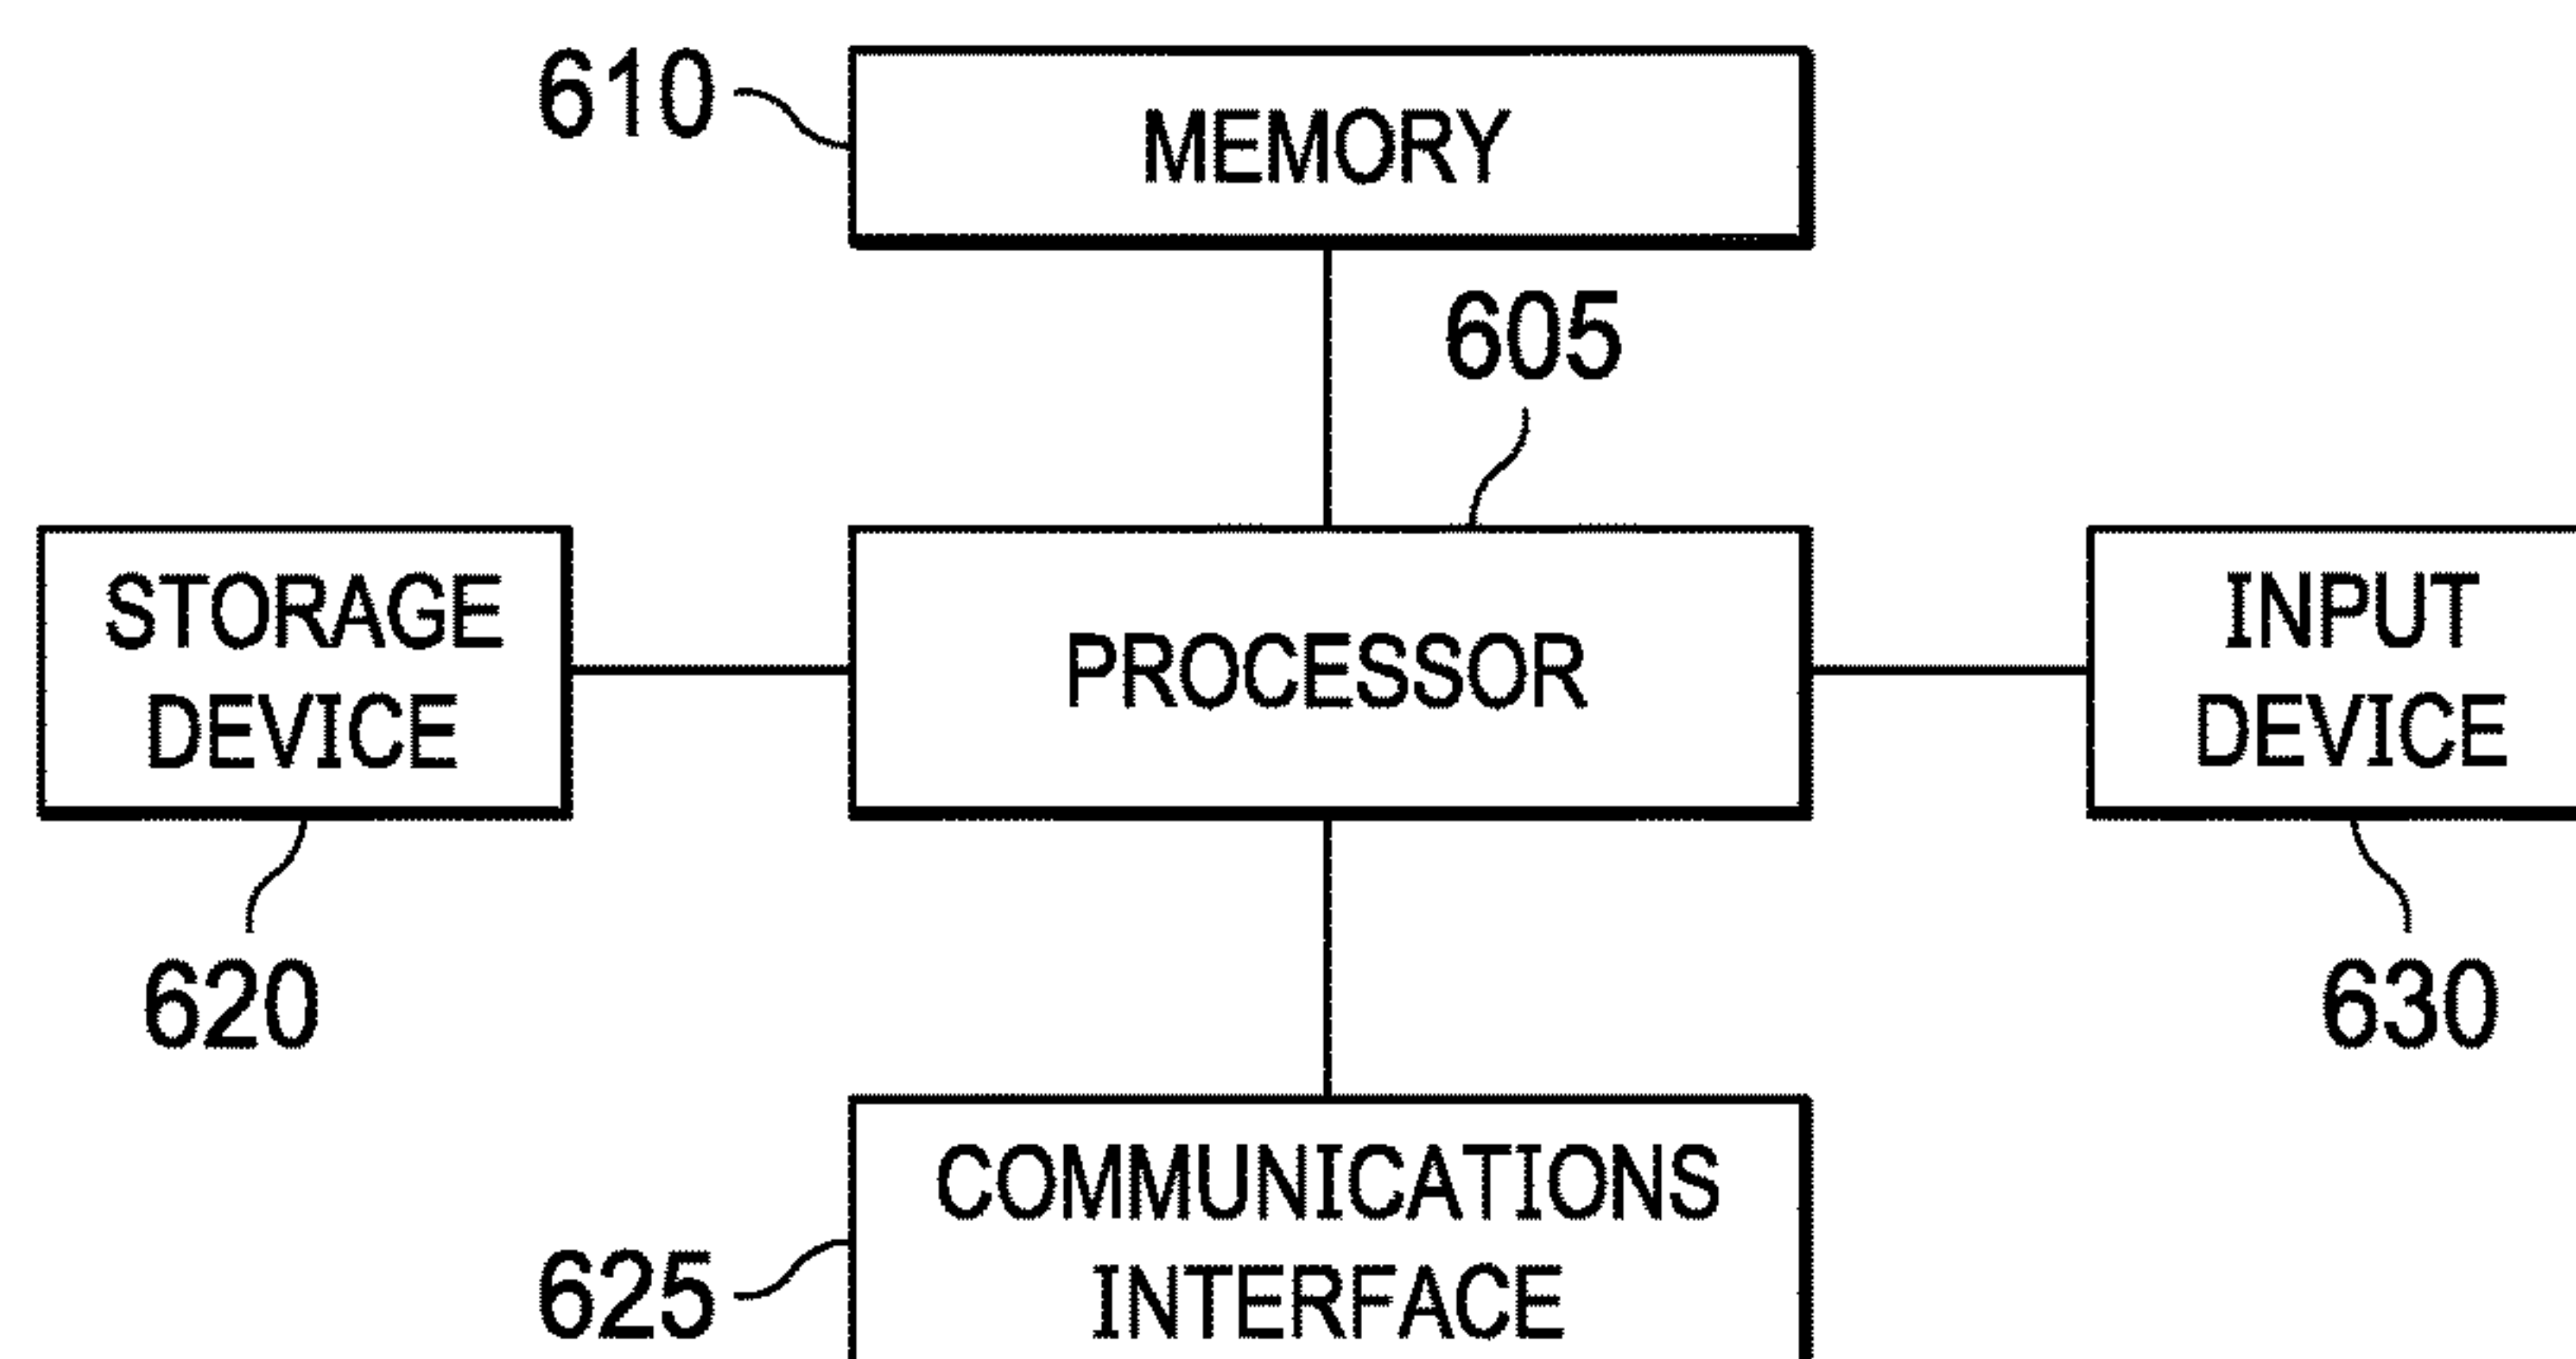 610
MEMORY
605
STORAGE
DEVICE
PROCESSOR
INPUT
DEVICE
620
630
625
COMMUNICATIONS
INTERFACE